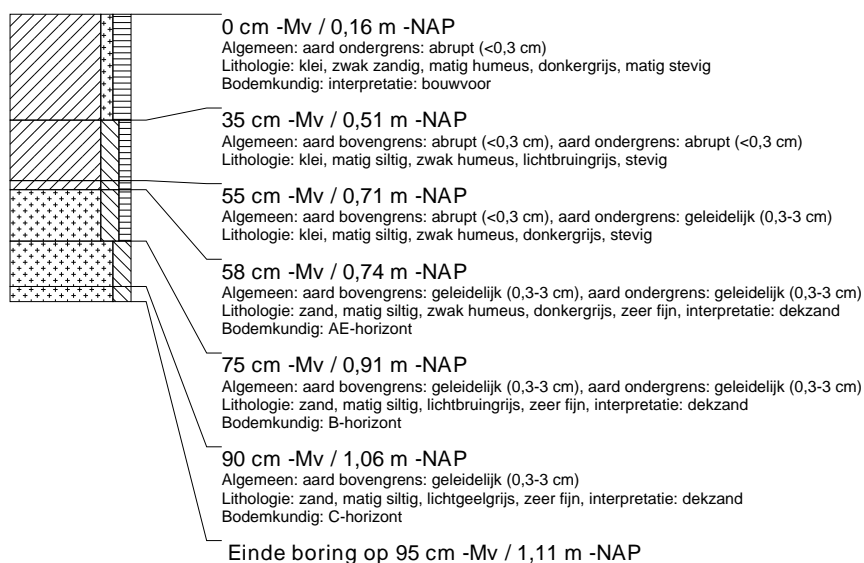 0 cm -Mv / 0,16 m -NAP
Algemeen: aard ondergrens: abrupt (<0,3 cm)
Lithologie: klei, zwak zandig, matig humeus, donkergrijs, matig stevig
Bodemkundig: interpretatie: bouwvoor
35 cm -Mv / 0,51 m -NAP
Algemeen: aard bovengrens: abrupt (<0,3 cm), aard ondergrens: abrupt (<0,3 cm)
Lithologie: klei, matig siltig, zwak humeus, lichtbruingrijs, stevig
55 cm -Mv / 0,71 m -NAP
Algemeen: aard bovengrens: abrupt (<0,3 cm), aard ondergrens: geleidelijk (0,3-3 cm)
Lithologie: klei, matig siltig, zwak humeus, donkergrijs, stevig
58 cm -Mv / 0,74 m -NAP
Algemeen: aard bovengrens: geleidelijk (0,3-3 cm), aard ondergrens: geleidelijk (0,3-3 cm)
Lithologie: zand, matig siltig, zwak humeus, donkergrijs, zeer fijn, interpretatie: dekzand
Bodemkundig: AE-horizont
75 cm -Mv / 0,91 m -NAP
Algemeen: aard bovengrens: geleidelijk (0,3-3 cm), aard ondergrens: geleidelijk (0,3-3 cm)
Lithologie: zand, matig siltig, lichtbruingrijs, zeer fijn, interpretatie: dekzand
Bodemkundig: B-horizont
90 cm -Mv / 1,06 m -NAP
Algemeen: aard bovengrens: geleidelijk (0,3-3 cm)
Lithologie: zand, matig siltig, lichtgeelgrijs, zeer fijn, interpretatie: dekzand
Bodemkundig: C-horizont
Einde boring op 95 cm -Mv / 1,11 m -NAP